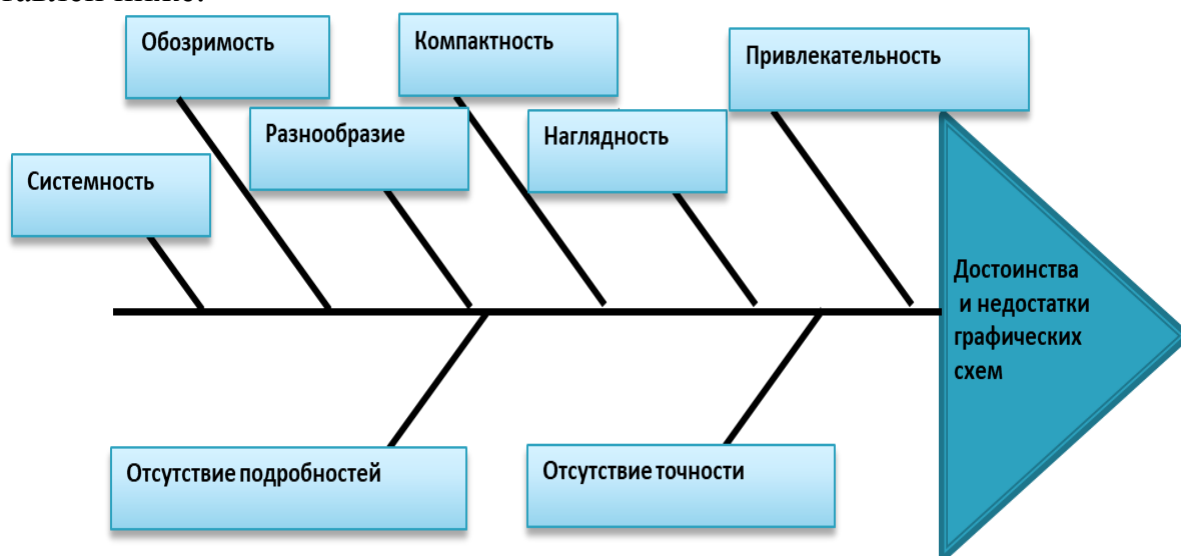 Обозримость
Компактность
Привлекательность
Разнообразие
Наглядность
Системность
Достоинства
и недостатки
графических
схем
Отсутствие подробностей
Отсутствие точности